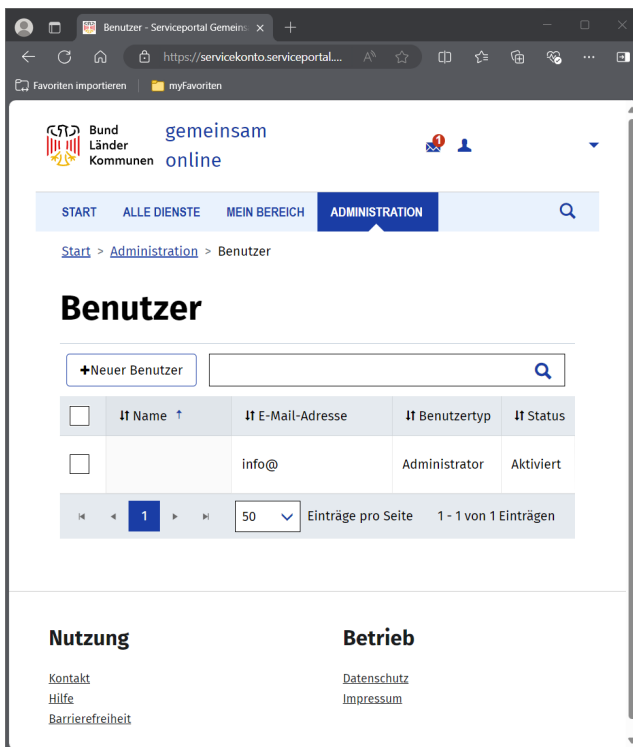 Benutzer - Serviceportal Gemeins
https://servicekonto.serviceportal....
Favoriten importieren
myFavoriten
Bund
Länder
Kommunen
gemeinsam
online
1
START ALLE DIENSTE MEIN BEREICH ADMINISTRATION
Start > Administration > Benutzer
Benutzer
+Neuer Benutzer
Name ↑ E-Mail-Adresse Benutzertyp Status
info@ Administrator Aktiviert
1 50 Einträge pro Seite 1 - 1 von 1 Einträgen
Nutzung
Kontakt
Hilfe
Barrierefreiheit
Betrieb
Datenschutz
Impressum